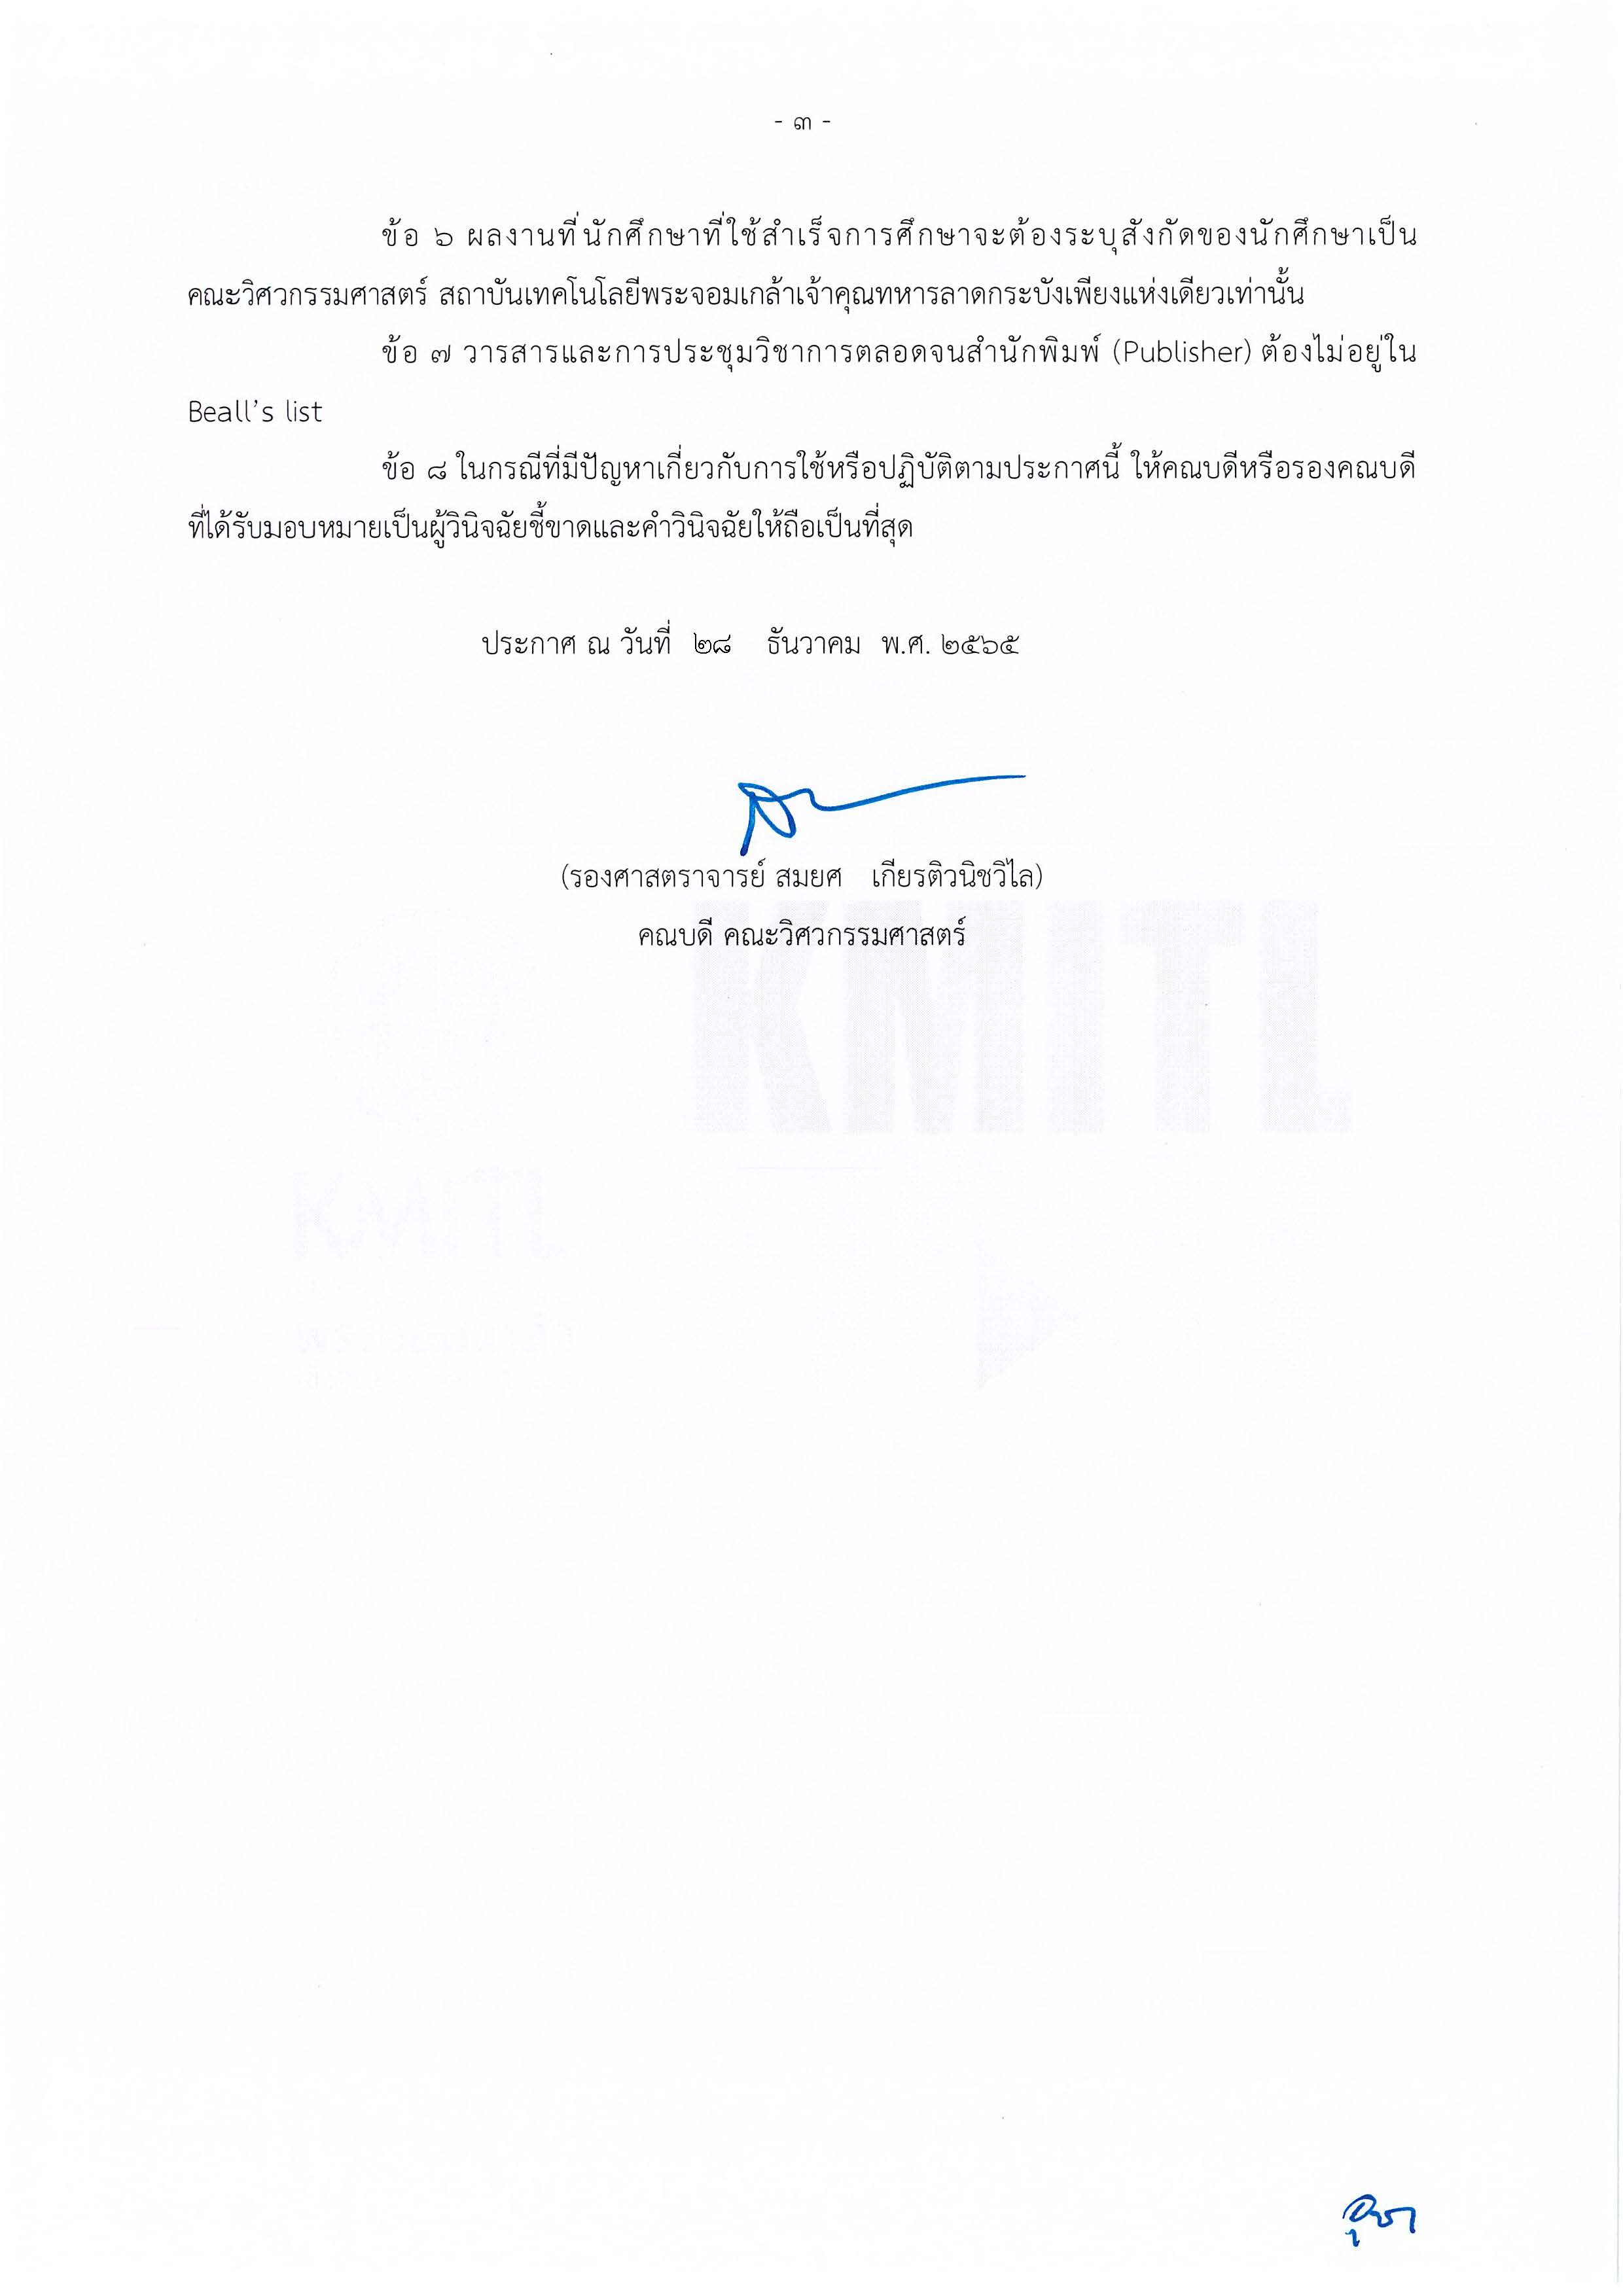 - ๓ -
ข้อ ๖ ผลงานที่นักศึกษาที่ใช้สำเร็จการศึกษาจะต้องระบุสังกัดของนักศึกษาเป็น
คณะวิศวกรรมศาสตร์ สถาบันเทคโนโลยีพระจอมเกล้าเจ้าคุณทหารลาดกระบังเพียงแห่งเดียวเท่านั้น
ข้อ ๗ วารสารและการประชุมวิชาการตลอดจนสำนักพิมพ์ (Publisher) ต้องไม่อยู่ใน
Beall's list
ข้อ ๘ ในกรณีที่มีปัญหาเกี่ยวกับการใช้หรือปฏิบัติตามประกาศนี้ ให้คณบดีหรือรองคณบดี
ที่ได้รับมอบหมายเป็นผู้วินิจฉัยชี้ขาดและคำวินิจฉัยให้ถือเป็นที่สุด
ประกาศ ณ วันที่ ๒๘ ธันวาคม พ.ศ. ๒๕๖๕
(รองศาสตราจารย์ สมยศ เกียรติวนิชวิไล)
คณบดี คณะวิศวกรรมศาสตร์
KMITL